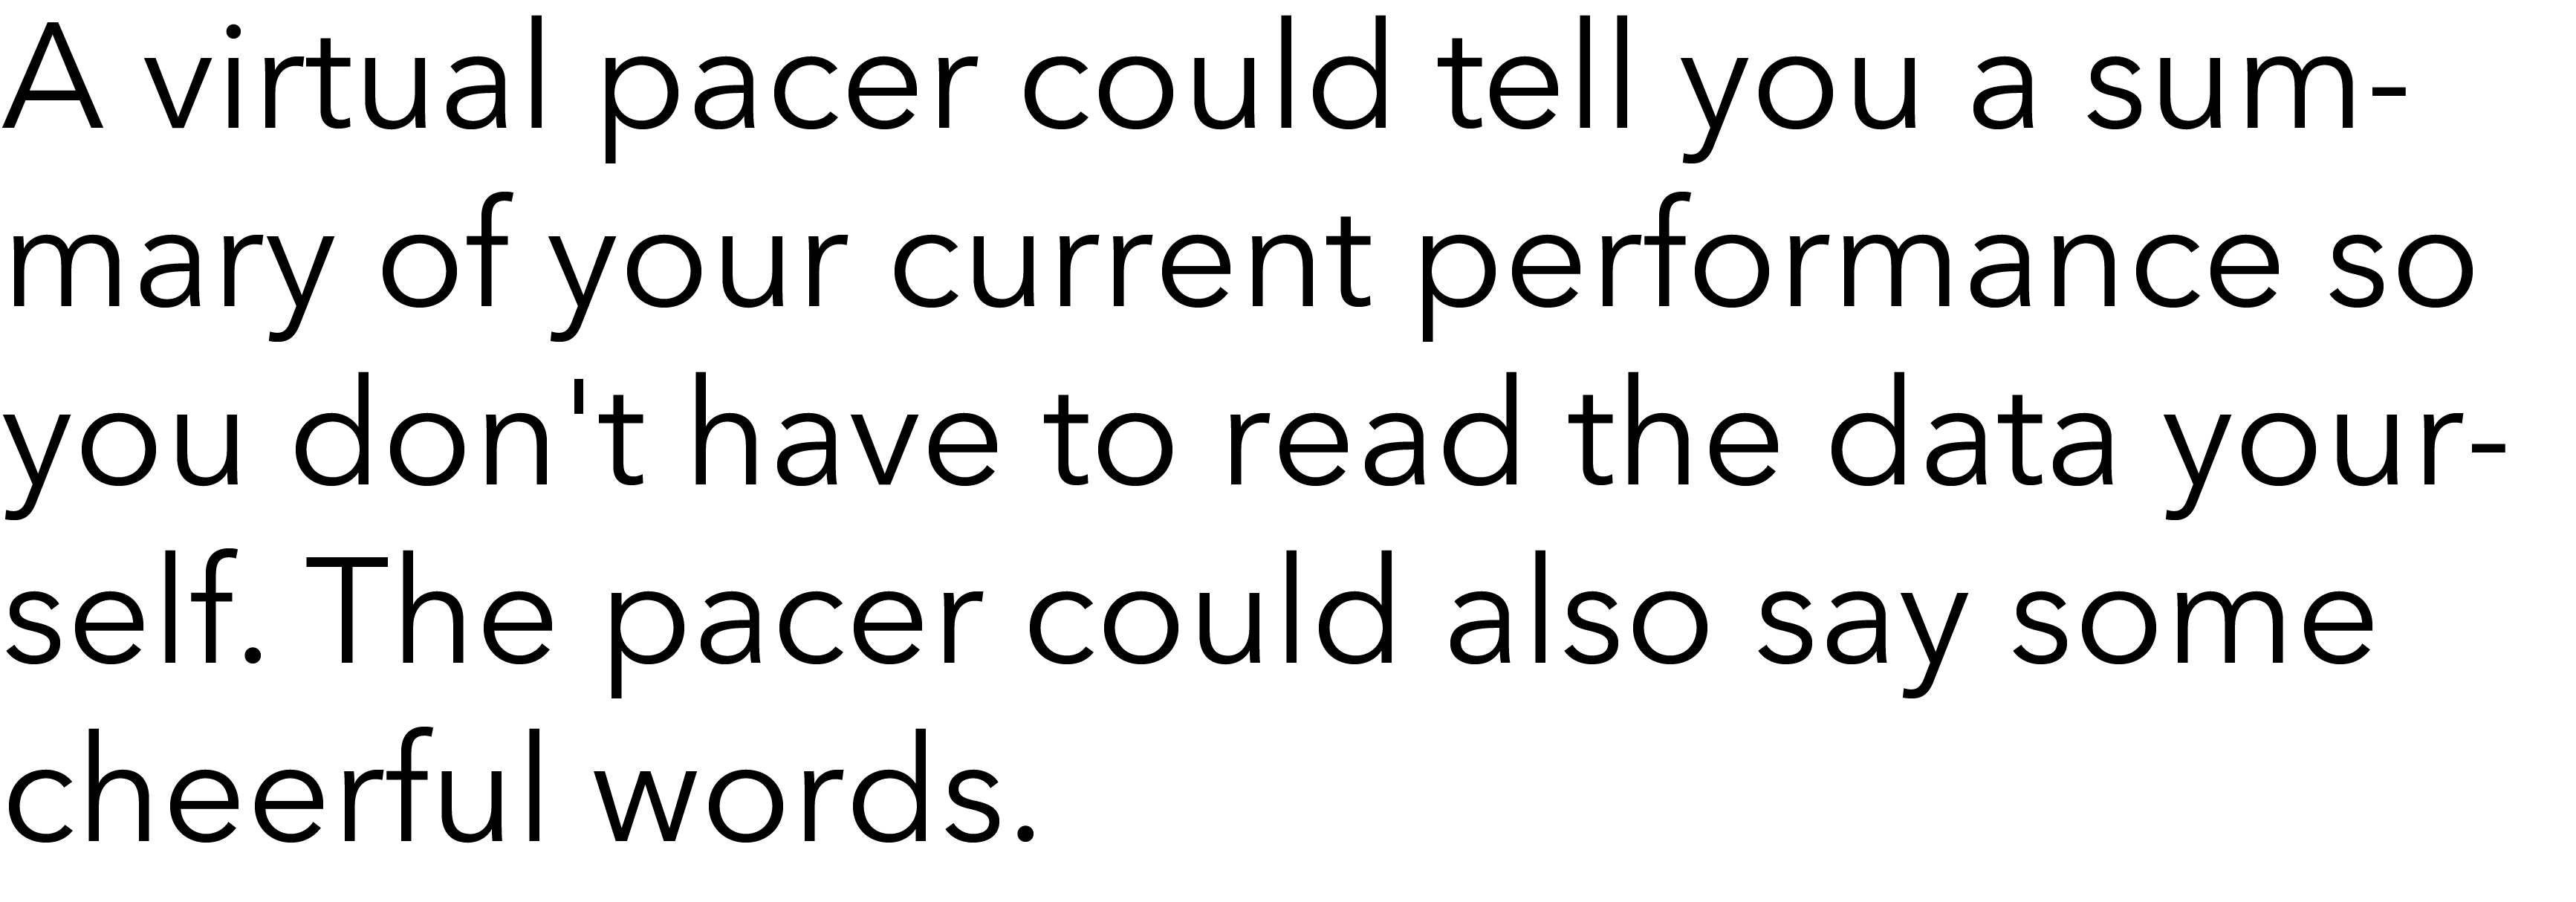 A virtual pacer could tell you a sum-
mary of your current performance so
you don't have to read the data your-
self. The pacer could also say some
cheerful words.